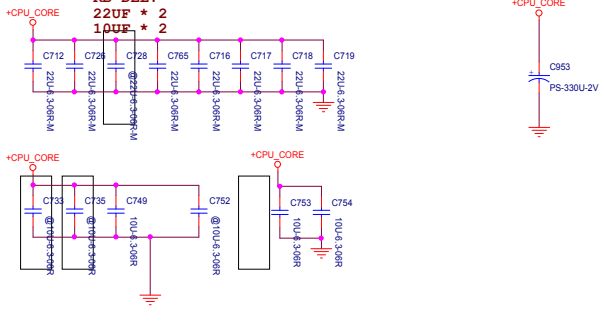 22UF * 2
10UF * 2
+CPU_CORE
+CPU_CORE
C712
C726
C728
C765
C716
C717
C718
C719
22U-6.3-06R-M
22U-6.3-06R-M
@22U-6.3-06R-M
22U-6.3-06R-M
22U-6.3-06R-M
22U-6.3-06R-M
22U-6.3-06R-M
22U-6.3-06R-M
C953
PS-330U-2V
+CPU_CORE
+CPU_CORE
C733
C735
C749
C752
C753
C754
@10U-6.3-06R
@10U-6.3-06R
10U-6.3-06R
@10U-6.3-06R
10U-6.3-06R
10U-6.3-06R